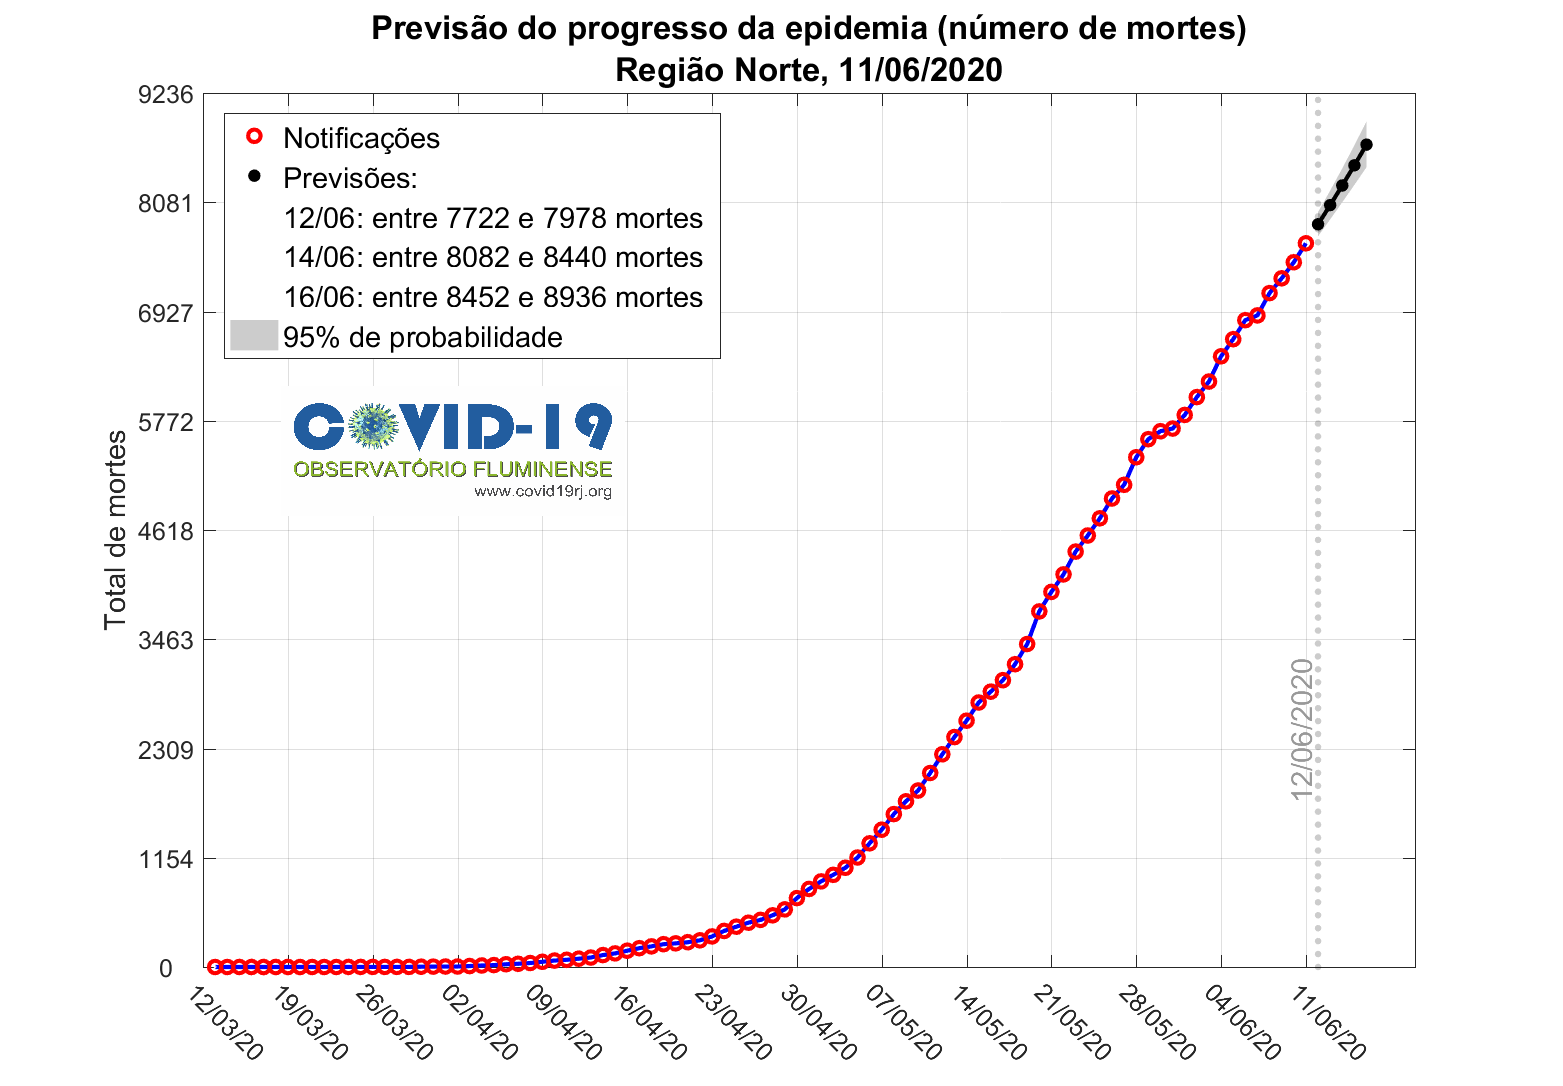 Previsão do progresso da epidemia (número de mortes)
Região Norte, 11/06/2020
9236
8081
6927
5772
4618
3463
2309
1154
0
Total de mortes
Notificações
Previsões:
12/06: entre 7722 e 7978 mortes
14/06: entre 8082 e 8440 mortes
16/06: entre 8452 e 8936 mortes
95% de probabilidade
COVID-19
OBSERVATÓRIO FLUMINENSE
www.covid19rj.org
12/06/2020
12/03/20
19/03/20
26/03/20
02/04/20
09/04/20
16/04/20
23/04/20
30/04/20
07/05/20
14/05/20
21/05/20
28/05/20
04/06/20
11/06/20